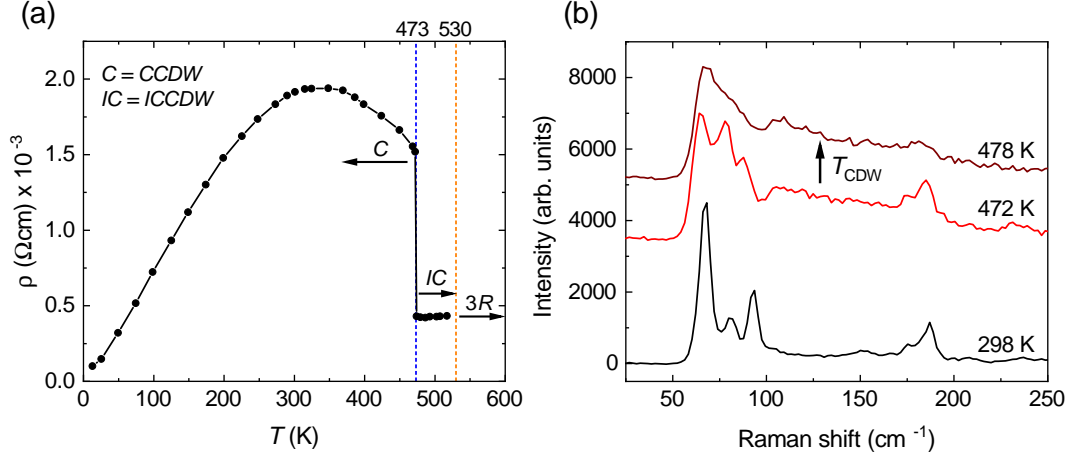 (a)
473 530
C = CCDW
IC = ICCDW
C
IC
3R
ρ (Ωcm) x 10⁻³
2.0
1.5
1.0
0.5
0.0
0 100 200 300 400 500 600
T (K)
(b)
478 K
T_CDW
472 K
298 K
Intensity (arb. units)
8000
6000
4000
2000
0
50 100 150 200 250
Raman shift (cm ⁻¹)